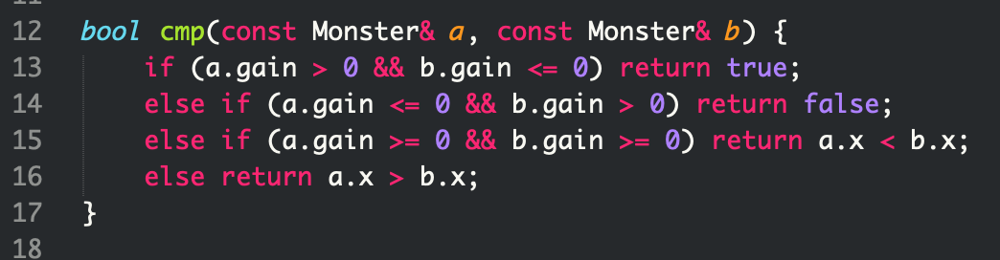 11
12 bool cmp(const Monster& a, const Monster& b) {
13 if (a.gain > 0 && b.gain <= 0) return true;
14 else if (a.gain <= 0 && b.gain > 0) return false;
15 else if (a.gain >= 0 && b.gain >= 0) return a.x < b.x;
16 else return a.x > b.x;
17 }
18